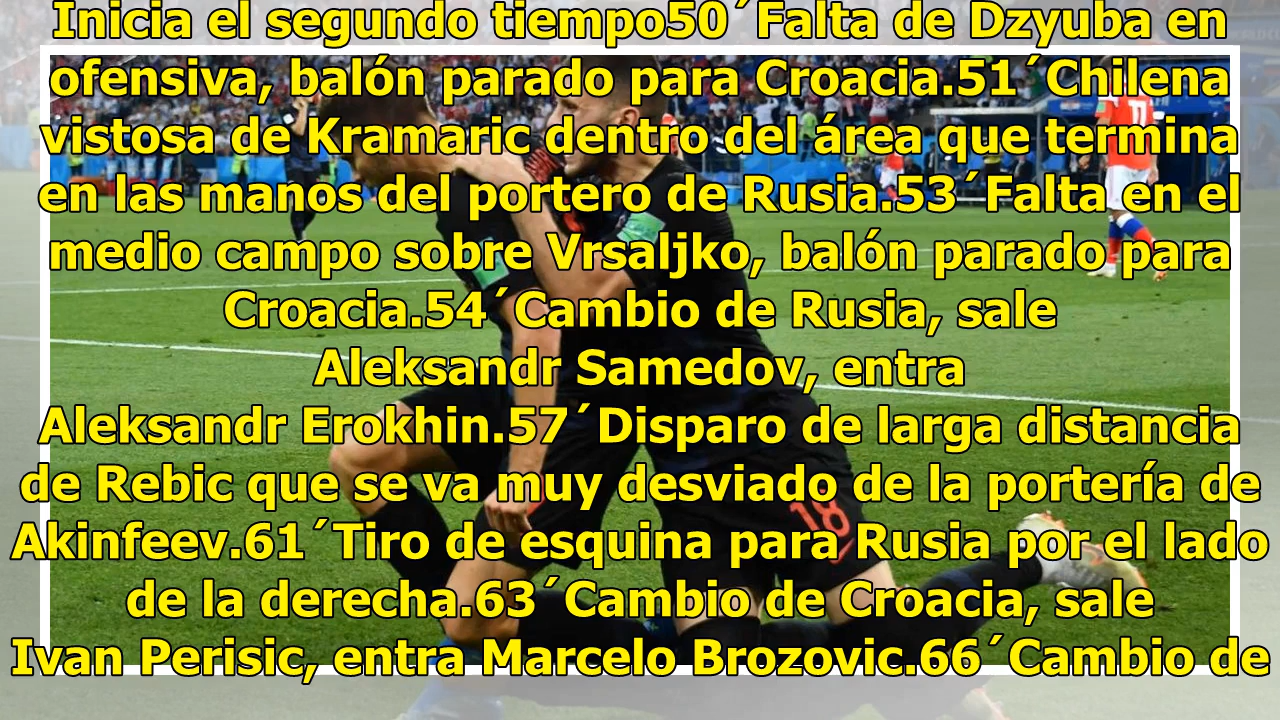 Inicia el segundo tiempo50´Falta de Dzyuba en
ofensiva, balón parado para Croacia.51´Chilena
vistosa de Kramaric dentro del área que termina
en las manos del portero de Rusia.53´Falta en el
medio campo sobre Vrsaljko, balón parado para
Croacia.54´Cambio de Rusia, sale
Aleksandr Samedov, entra
Aleksandr Erokhin.57´Disparo de larga distancia
de Rebic que se va muy desviado de la portería de
Akinfeev.61´Tiro de esquina para Rusia por el lado
de la derecha.63´Cambio de Croacia, sale
Ivan Perisic, entra Marcelo Brozovic.66´Cambio de
18